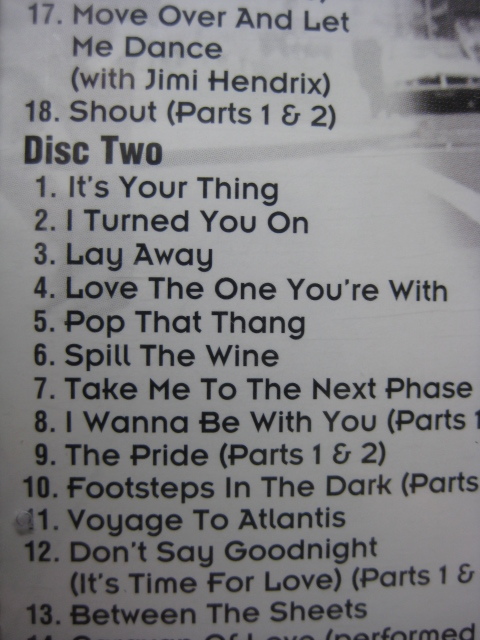 17. Move Over And Let
Me Dance
(with Jimi Hendrix)
18. Shout (Parts 1 & 2)
Disc Two
1. It's Your Thing
2. I Turned You On
3. Lay Away
4. Love The One You're With
5. Pop That Thang
6. Spill The Wine
7. Take Me To The Next Phase
8. I Wanna Be With You (Parts 1
9. The Pride (Parts 1 & 2)
10. Footsteps In The Dark (Parts
11. Voyage To Atlantis
12. Don't Say Goodnight
(It's Time For Love) (Parts 1 &
13. Between The Sheets
Of Love (performed